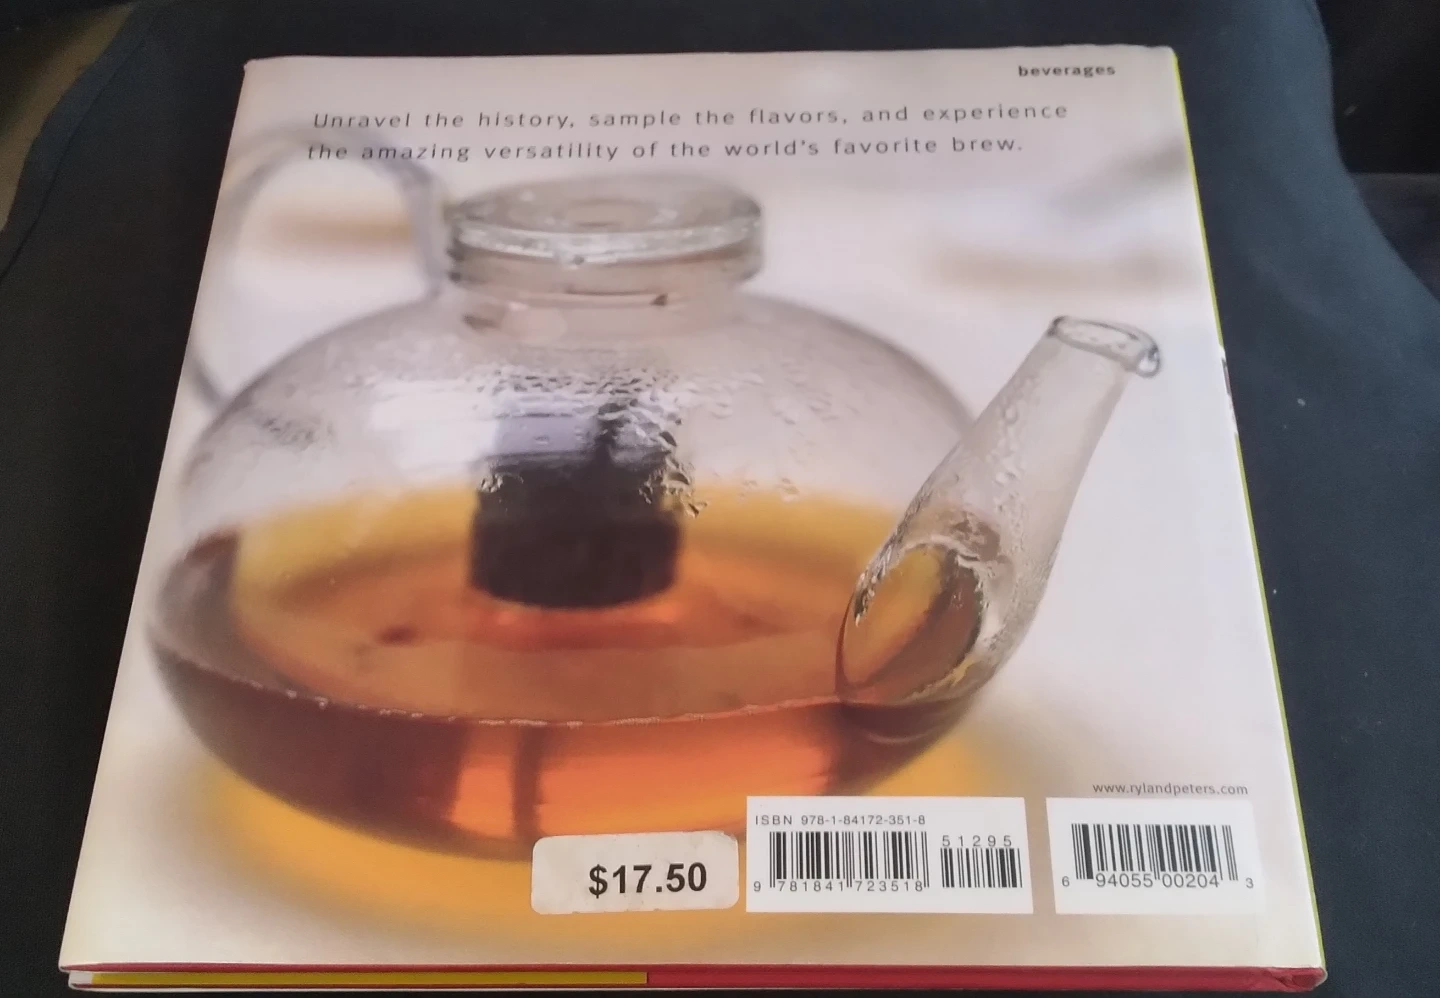 beverages
Unravel the history, sample the flavors, and experience
the amazing versatility of the world's favorite brew.
www.rylandpeters.com
ISBN 978-1-84172-351-8
51295
9 781841 723518
6 94055 00204 3
$17.50